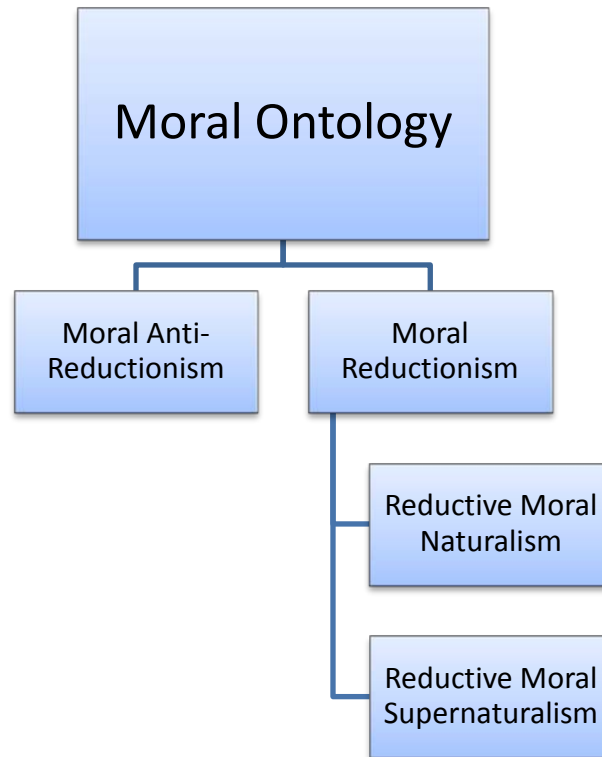 Moral Ontology
Moral Anti-
Reductionism
Moral
Reductionism
Reductive Moral
Naturalism
Reductive Moral
Supernaturalism